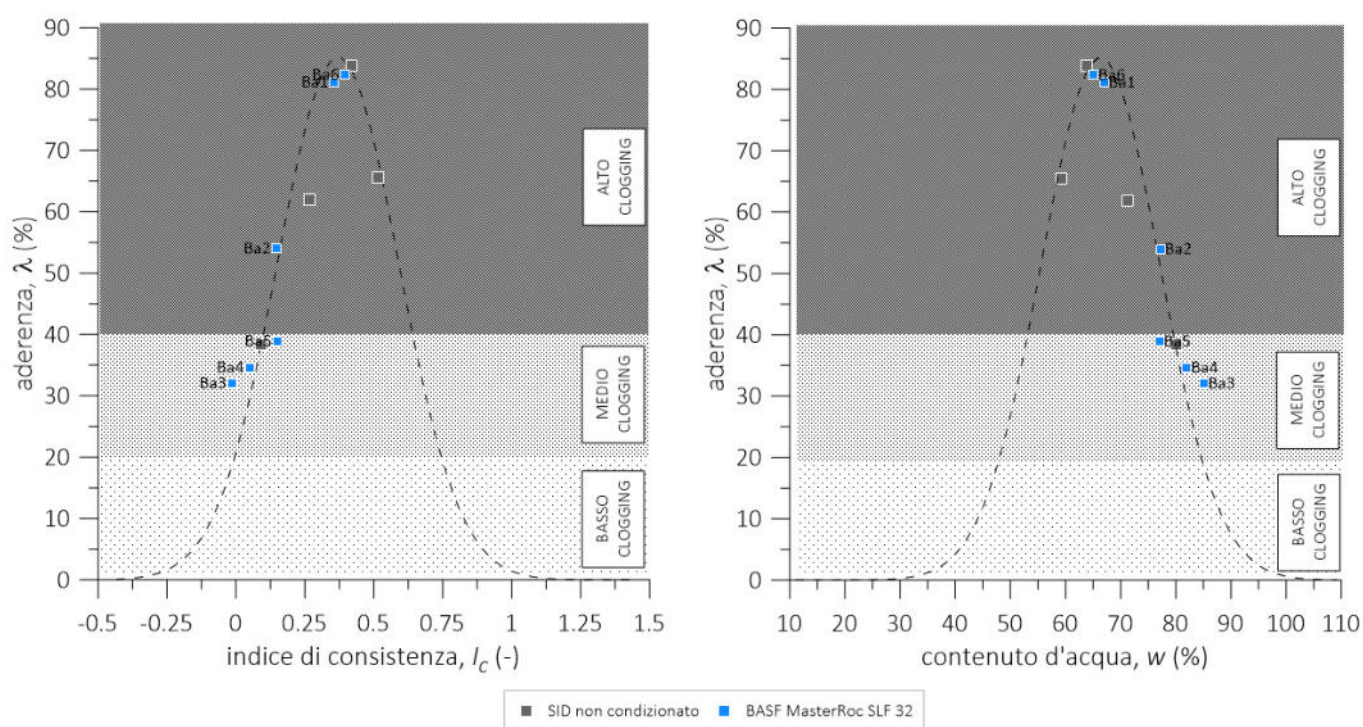 90
80
70
60
50
40
30
20
10
0
aderenza, λ (%)
-0.5 -0.25 0 0.25 0.5 0.75 1 1.25 1.5
indice di consistenza, Ic (-)
ALTO
CLOGGING
MEDIO
CLOGGING
BASSO
CLOGGING
Ba6
Ba1
Ba2
Ba5
Ba4
Ba3
90
80
70
60
50
40
30
20
10
0
aderenza, λ (%)
10 20 30 40 50 60 70 80 90 100 110
contenuto d'acqua, w (%)
ALTO
CLOGGING
MEDIO
CLOGGING
BASSO
CLOGGING
Ba6
Ba1
Ba2
Ba5
Ba4
Ba3
SID non condizionato BASF MasterRoc SLF 32